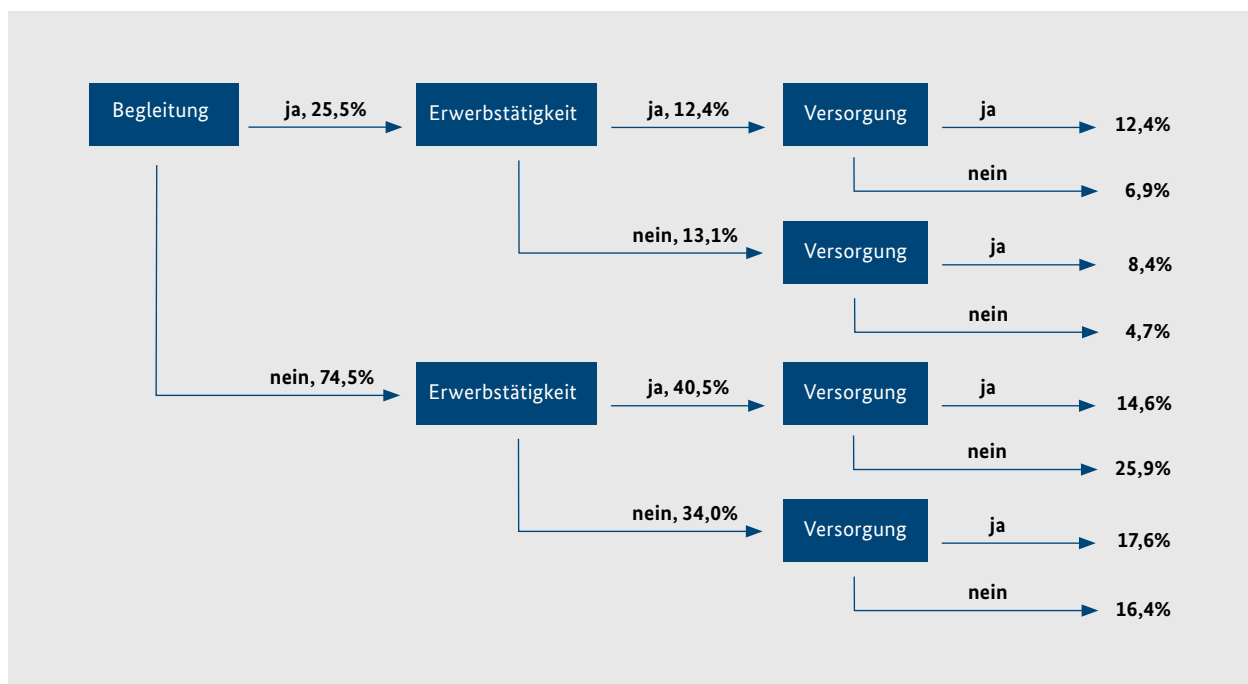 Begleitung
ja, 25,5%
Erwerbstätigkeit
ja, 12,4%
Versorgung
ja
12,4%
nein
6,9%
nein, 13,1%
Versorgung
ja
8,4%
nein
4,7%
nein, 74,5%
Erwerbstätigkeit
ja, 40,5%
Versorgung
ja
14,6%
nein
25,9%
nein, 34,0%
Versorgung
ja
17,6%
nein
16,4%